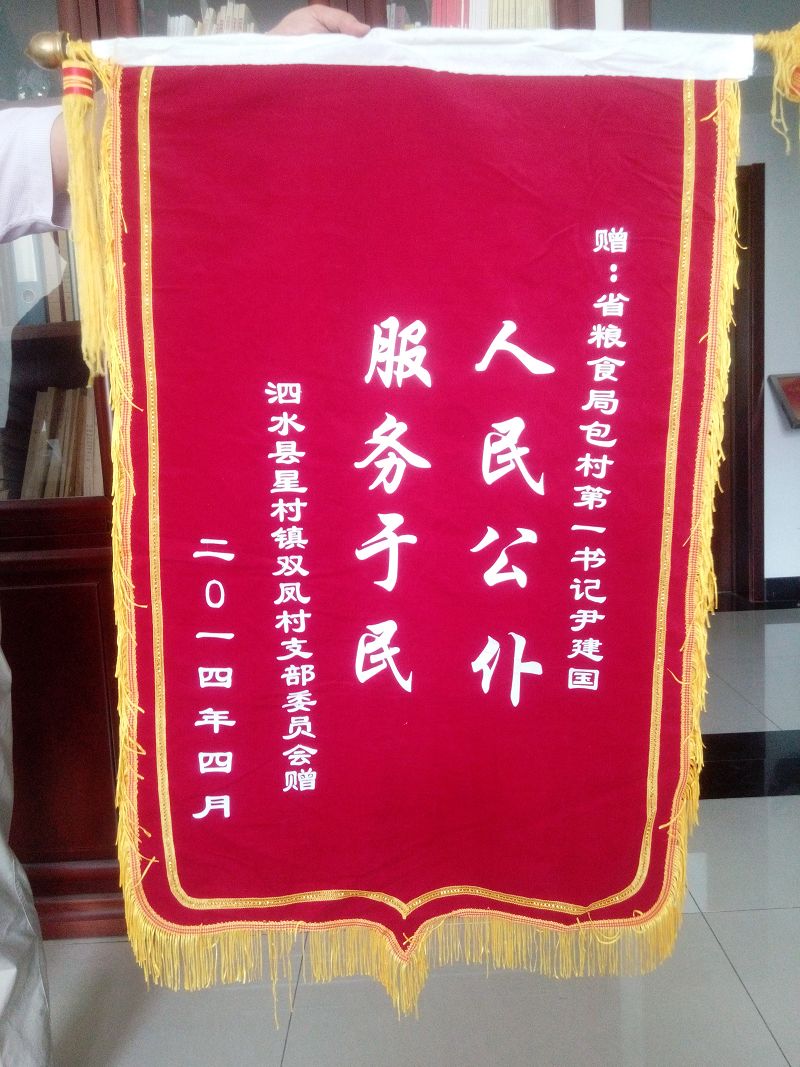 赠：省粮食局包村第一书记尹建国
人民公仆
服务于民
泗水县星村镇双凤村支部委员会赠
二0一四年四月